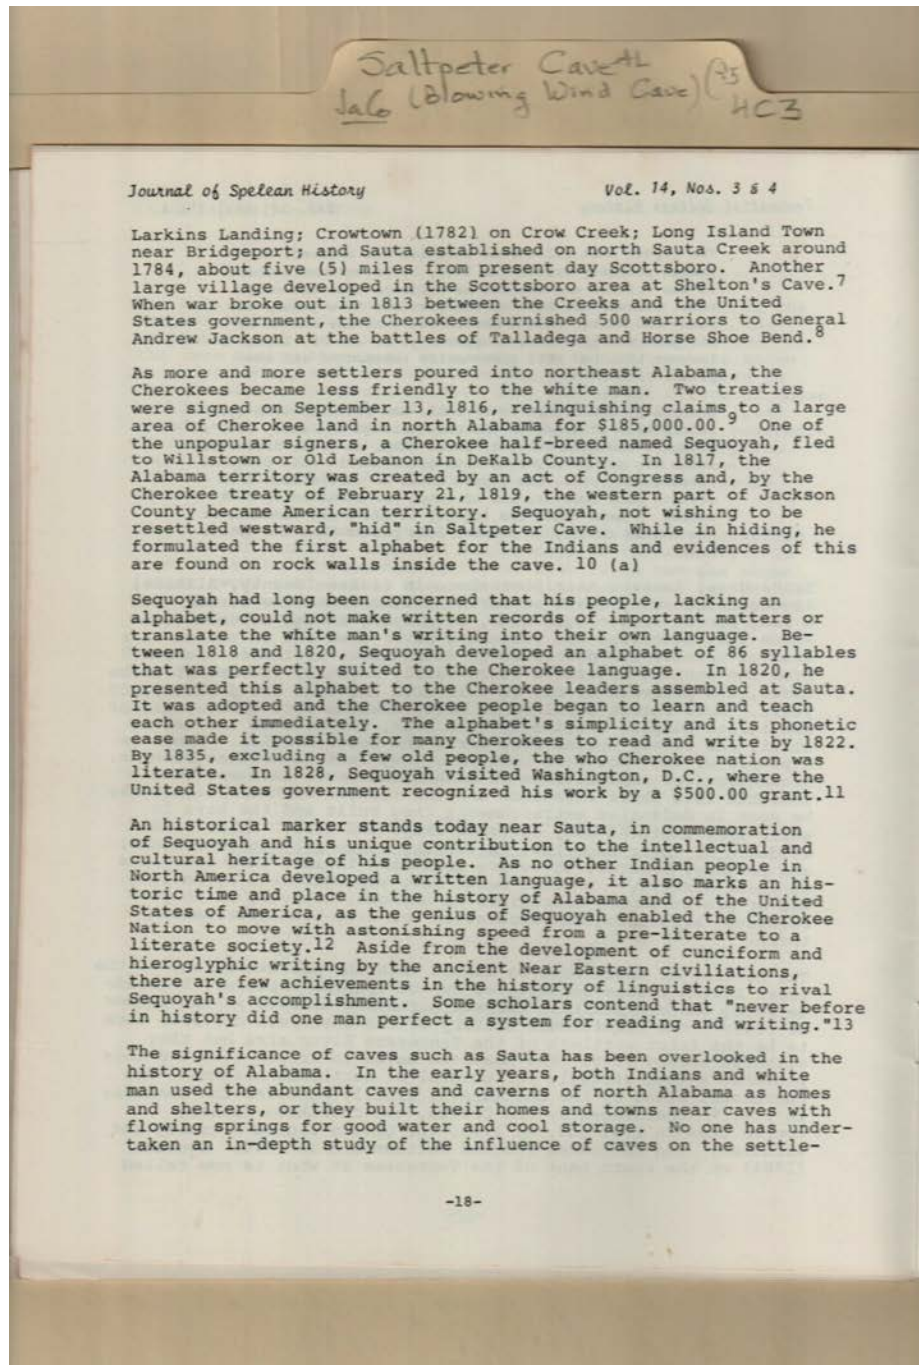 Saltpeter Cave AL
JaCo (Blowing Wind Cave)
HC3
Journal of Spelean History Vol. 14, Nos. 3 & 4
Larkins Landing; Crowtown (1782) on Crow Creek; Long Island Town
near Bridgeport; and Sauta established on north Sauta Creek around
1784, about five (5) miles from present day Scottsboro. Another
large village developed in the Scottsboro area at Shelton's Cave.7
When war broke out in 1813 between the Creeks and the United
States government, the Cherokees furnished 500 warriors to General
Andrew Jackson at the battles of Talladega and Horse Shoe Bend.8
As more and more settlers poured into northeast Alabama, the
Cherokees became less friendly to the white man. Two treaties
were signed on September 13, 1816, relinquishing claims to a large
area of Cherokee land in north Alabama for $185,000.00.9 One of
the unpopular signers, a Cherokee half-breed named Sequoyah, fled
to Willstown or Old Lebanon in DeKalb County. In 1817, the
Alabama territory was created by an act of Congress and, by the
Cherokee treaty of February 21, 1819, the western part of Jackson
County became American territory. Sequoyah, not wishing to be
resettled westward, "hid" in Saltpeter Cave. While in hiding, he
formulated the first alphabet for the Indians and evidences of this
are found on rock walls inside the cave. 10 (a)
Sequoyah had long been concerned that his people, lacking an
alphabet, could not make written records of important matters or
translate the white man's writing into their own language. Be-
tween 1818 and 1820, Sequoyah developed an alphabet of 86 syllables
that was perfectly suited to the Cherokee language. In 1820, he
presented this alphabet to the Cherokee leaders assembled at Sauta.
It was adopted and the Cherokee people began to learn and teach
each other immediately. The alphabet's simplicity and its phonetic
ease made it possible for many Cherokees to read and write by 1822.
By 1835, excluding a few old people, the who Cherokee nation was
literate. In 1828, Sequoyah visited Washington, D.C., where the
United States government recognized his work by a $500.00 grant.11
An historical marker stands today near Sauta, in commemoration
of Sequoyah and his unique contribution to the intellectual and
cultural heritage of his people. As no other Indian people in
North America developed a written language, it also marks an his-
toric time and place in the history of Alabama and of the United
States of America, as the genius of Sequoyah enabled the Cherokee
Nation to move with astonishing speed from a pre-literate to a
literate society.12 Aside from the development of cunciform and
hieroglyphic writing by the ancient Near Eastern civiliations,
there are few achievements in the history of linguistics to rival
Sequoyah's accomplishment. Some scholars contend that "never before
in history did one man perfect a system for reading and writing."13
The significance of caves such as Sauta has been overlooked in the
history of Alabama. In the early years, both Indians and white
man used the abundant caves and caverns of north Alabama as homes
and shelters, or they built their homes and towns near caves with
flowing springs for good water and cool storage. No one has under-
taken an in-depth study of the influence of caves on the settle-
-18-